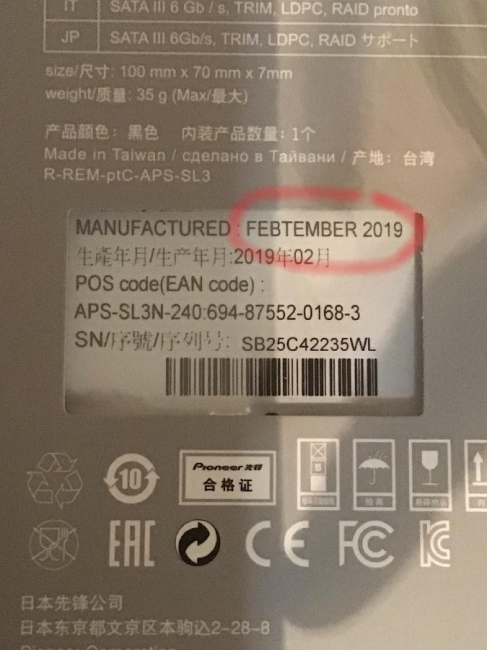 IT SATA III 6 Gb / s, TRIM, LDPC, RAID pronto
JP SATA III 6Gb/s, TRIM, LDPC, RAID サポート
size/尺寸: 100 mm x 70 mm x 7mm
weight/质量: 35 g (Max/最大)
产品颜色: 黑色 内装产品数量: 1个
Made in Taiwan / сделано в Тайвани / 产地: 台湾
R-REM-ptC-APS-SL3
MANUFACTURED : FEBTEMBER 2019
生産年月/生产年月:2019年02月
POS code(EAN code) :
APS-SL3N-240:694-87552-0168-3
SN/序號/序列号: SB25C42235WL
10
Pioneer 先锋
合格证
EAC
CE FC
日本先锋公司
日本东京都文京区本驹込2-28-8
Pioneer Corporation